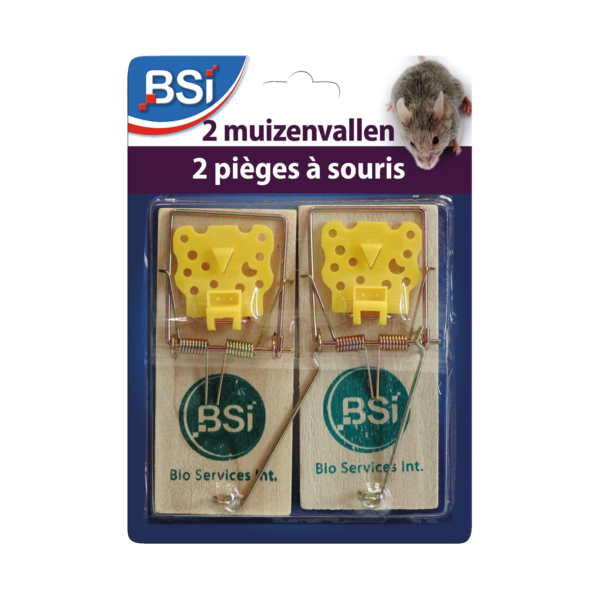 BSi
2 muizenvallen
2 pièges à souris
BSi
Bio Services Int.
BSi
Bio Services Int.